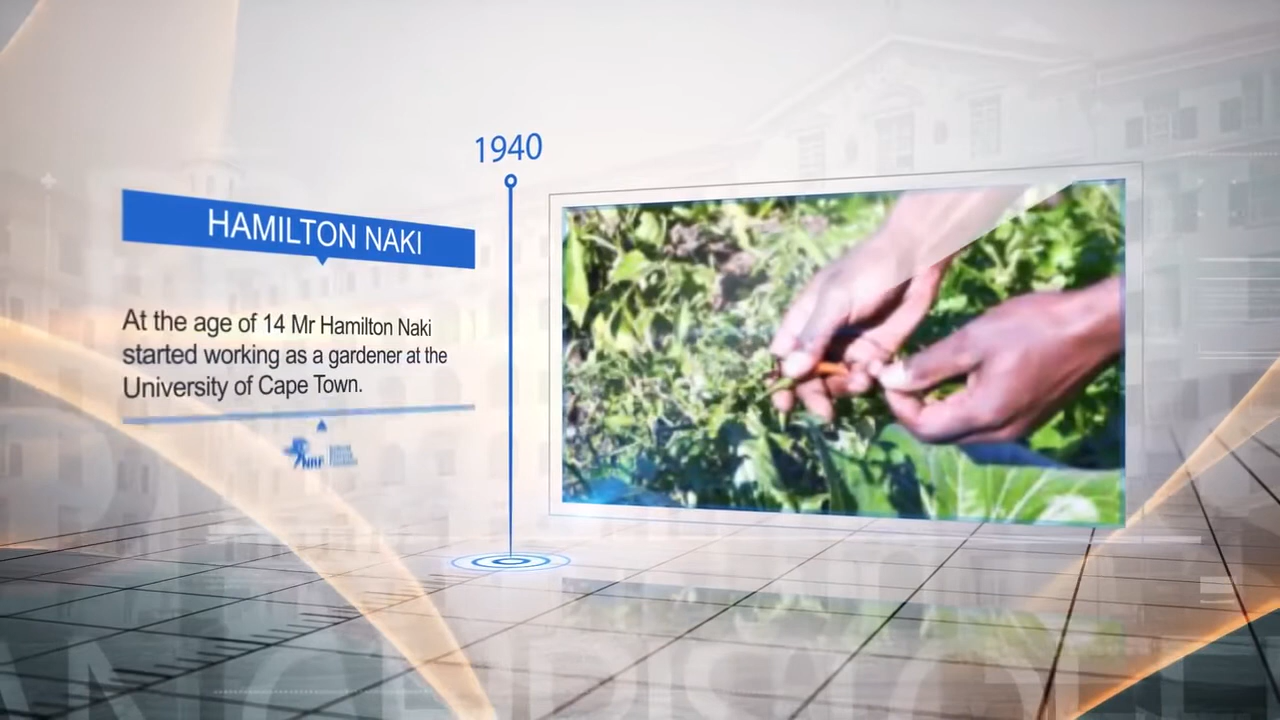 1940
HAMILTON NAKI
At the age of 14 Mr Hamilton Naki
started working as a gardener at the
University of Cape Town.
NRF